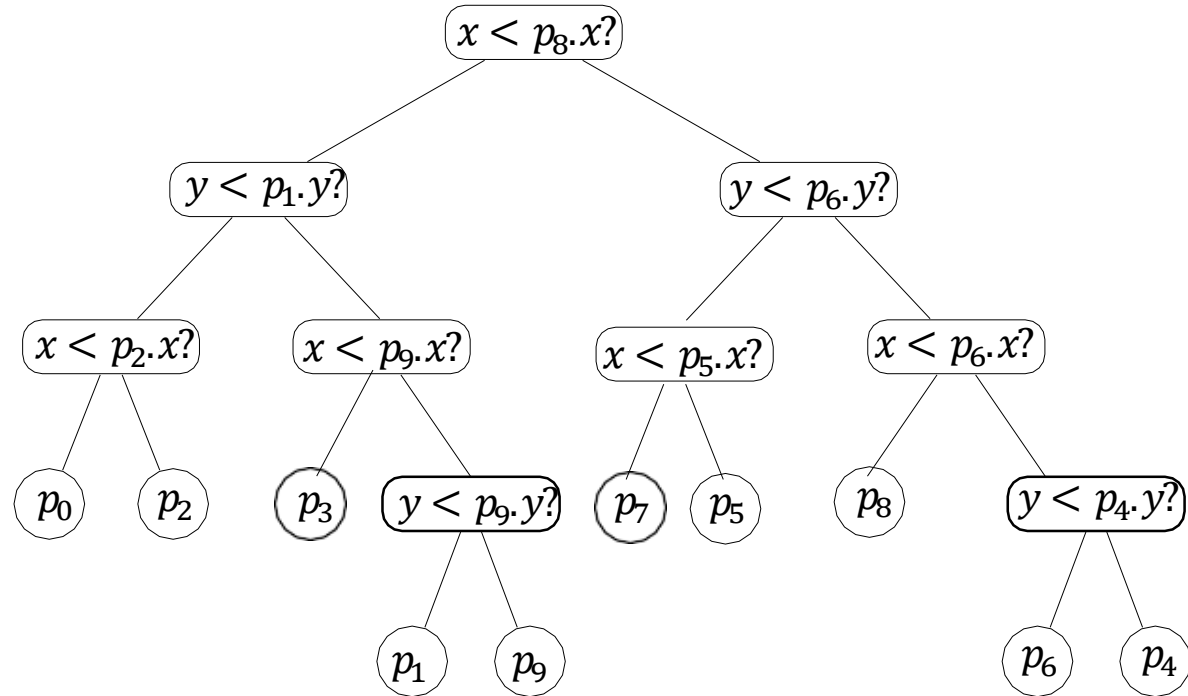 x < p₈.x?
y < p₁.y?
y < p₆.y?
x < p₂.x?
x < p₉.x?
x < p₅.x?
x < p₆.x?
p₀
p₂
p₃
y < p₉.y?
p₇
p₅
p₈
y < p₄.y?
p₁
p₉
p₆
p₄